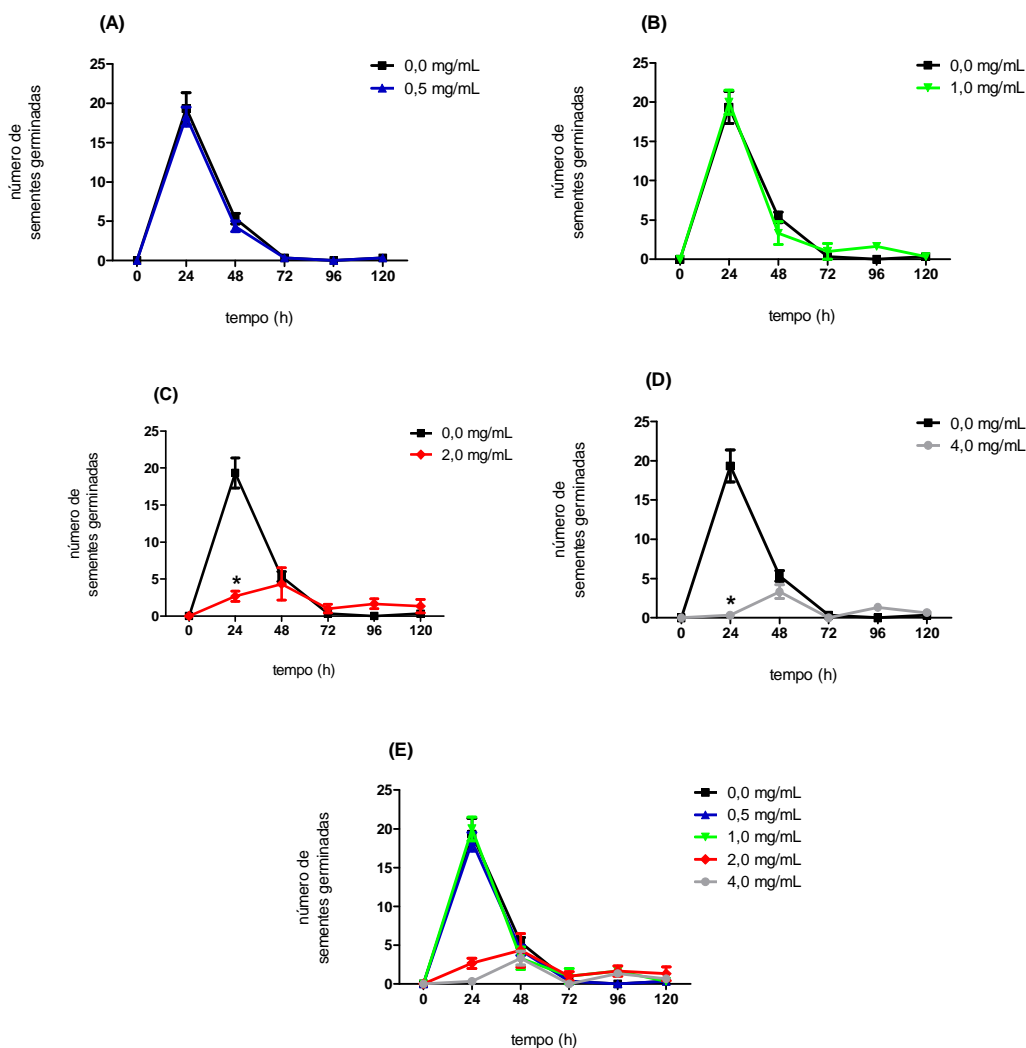 (A)
0,0 mg/mL
0,5 mg/mL
número de
sementes germinadas
25
20
15
10
5
0
0 24 48 72 96 120
tempo (h)
(B)
0,0 mg/mL
1,0 mg/mL
número de
sementes germinadas
25
20
15
10
5
0
0 24 48 72 96 120
tempo (h)
(C)
0,0 mg/mL
2,0 mg/mL
número de
sementes germinadas
25
20
15
10
5
0
*
0 24 48 72 96 120
tempo (h)
(D)
0,0 mg/mL
4,0 mg/mL
número de
sementes germinadas
25
20
15
10
5
0
*
0 24 48 72 96 120
tempo (h)
(E)
0,0 mg/mL
0,5 mg/mL
1,0 mg/mL
2,0 mg/mL
4,0 mg/mL
número de
sementes germinadas
25
20
15
10
5
0
0 24 48 72 96 120
tempo (h)